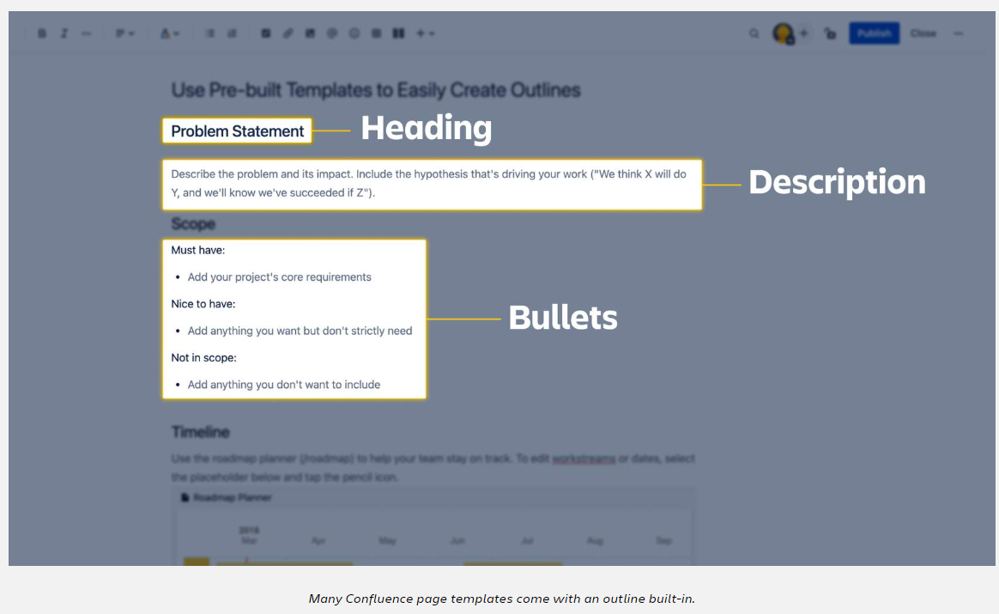 Publish
Close
Use Pre-built Templates to Easily Create Outlines
Problem Statement
Heading
Describe the problem and its impact. Include the hypothesis that's driving your work ("We think X will do
Y, and we'll know we've succeeded if Z").
Description
Scope
Must have:
• Add your project's core requirements
Nice to have:
• Add anything you want but don't strictly need
Bullets
Not in scope:
• Add anything you don't want to include
Timeline
Use the roadmap planner (/roadmap) to help your team stay on track. To edit workstreams or dates, select
the placeholder below and tap the pencil icon.
Roadmap Planner
2018
Mar Apr May Jun Jul Aug Sep
Many Confluence page templates come with an outline built-in.